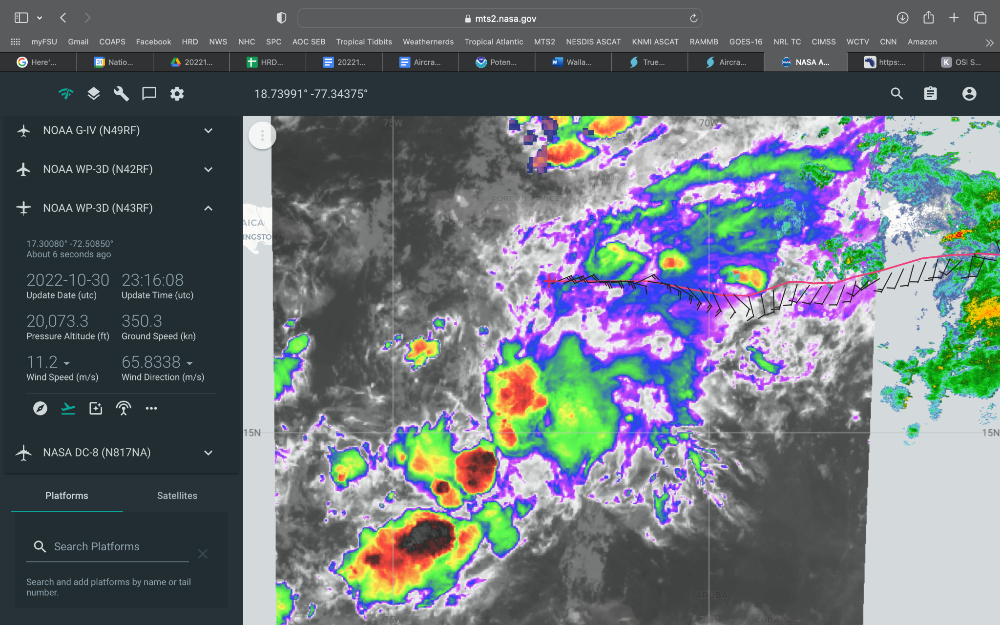 mts2.nasa.gov
myFSU Gmail COAPS Facebook HRD NWS NHC SPC AOC SEB Tropical Tidbits Weathernerds Tropical Atlantic MTS2 NESDIS ASCAT KNMI ASCAT RAMMB GOES-16 NRL TC CIMSS WCTV CNN Amazon
Here'... 31 Natio... 20221... HRD... 20221... Aircra... Poten... Walla... True... Aircra... NASA A... https:... K OSI S...
18.73991° -77.34375°
NOAA G-IV (N49RF)
NOAA WP-3D (N42RF)
NOAA WP-3D (N43RF)
17.30080° -72.50850°
About 6 seconds ago
2022-10-30 23:16:08
Update Date (utc) Update Time (utc)
20,073.3 350.3
Pressure Altitude (ft) Ground Speed (kn)
11.2 65.8338
Wind Speed (m/s) Wind Direction (m/s)
NASA DC-8 (N817NA)
Platforms Satellites
Search Platforms
Search and add platforms by name or tail
number.
75W 70W
PORT-AU-PRINCE
AICA
INGSTON
15N 15N
ARUBA
75W
CURACAO